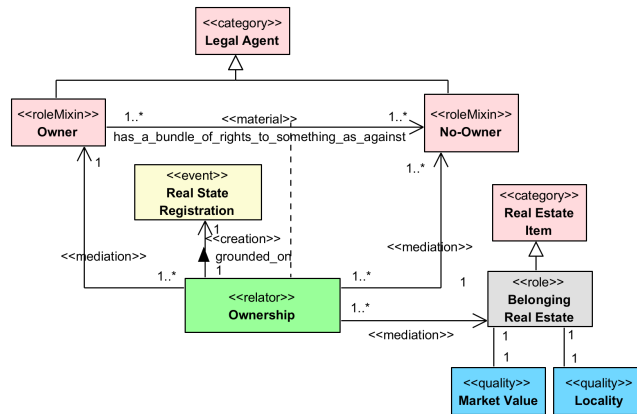 <<category>>
Legal Agent
<<roleMixin>>
Owner
1..*
<<material>>
1..*
has_a_bundle_of_rights_to_something_as_against
<<roleMixin>>
No-Owner
1
1..*
<<event>>
Real State
Registration
<<category>>
Real Estate
Item
1
<<creation>>
grounded_on
1
<<mediation>>
<<mediation>>
1..*
1..*
1
<<relator>>
Ownership
1..*
<<mediation>>
<<role>>
Belonging
Real Estate
1
1
1
1
<<quality>>
Market Value
<<quality>>
Locality